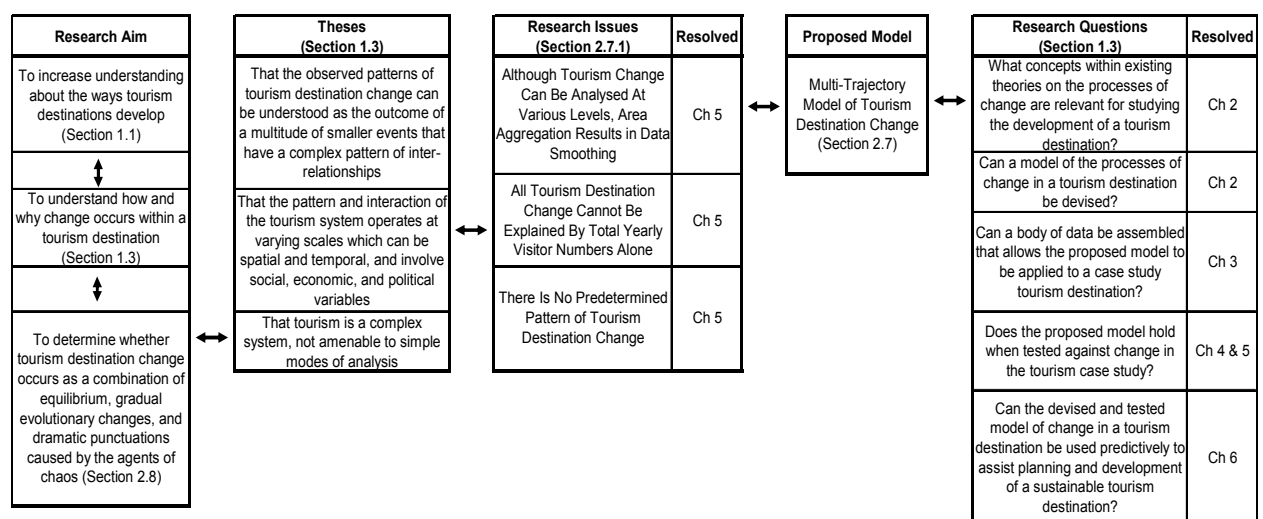 Research Aim
To increase understanding
about the ways tourism
destinations develop
(Section 1.1)
To understand how and
why change occurs within a
tourism destination
(Section 1.3)
To determine whether
tourism destination change
occurs as a combination of
equilibrium, gradual
evolutionary changes, and
dramatic punctuations
caused by the agents of
chaos (Section 2.8)
Theses
(Section 1.3)
That the observed patterns of
tourism destination change can
be understood as the outcome of
a multitude of smaller events that
have a complex pattern of inter-
relationships
That the pattern and interaction of
the tourism system operates at
varying scales which can be
spatial and temporal, and involve
social, economic, and political
variables
That tourism is a complex
system, not amenable to simple
modes of analysis
Research Issues
(Section 2.7.1)
Resolved
Although Tourism Change
Can Be Analysed At
Various Levels, Area
Aggregation Results in Data
Smoothing
Ch 5
All Tourism Destination
Change Cannot Be
Explained By Total Yearly
Visitor Numbers Alone
Ch 5
There Is No Predetermined
Pattern of Tourism
Destination Change
Ch 5
Proposed Model
Multi-Trajectory
Model of Tourism
Destination Change
(Section 2.7)
Research Questions
(Section 1.3)
Resolved
What concepts within existing
theories on the processes of
change are relevant for studying
the development of a tourism
destination?
Ch 2
Can a model of the processes of
change in a tourism destination
be devised?
Ch 2
Can a body of data be assembled
that allows the proposed model to
be applied to a case study
tourism destination?
Ch 3
Does the proposed model hold
when tested against change in
the tourism case study?
Ch 4 & 5
Can the devised and tested
model of change in a tourism
destination be used predictively to
assist planning and development
of a sustainable tourism
destination?
Ch 6